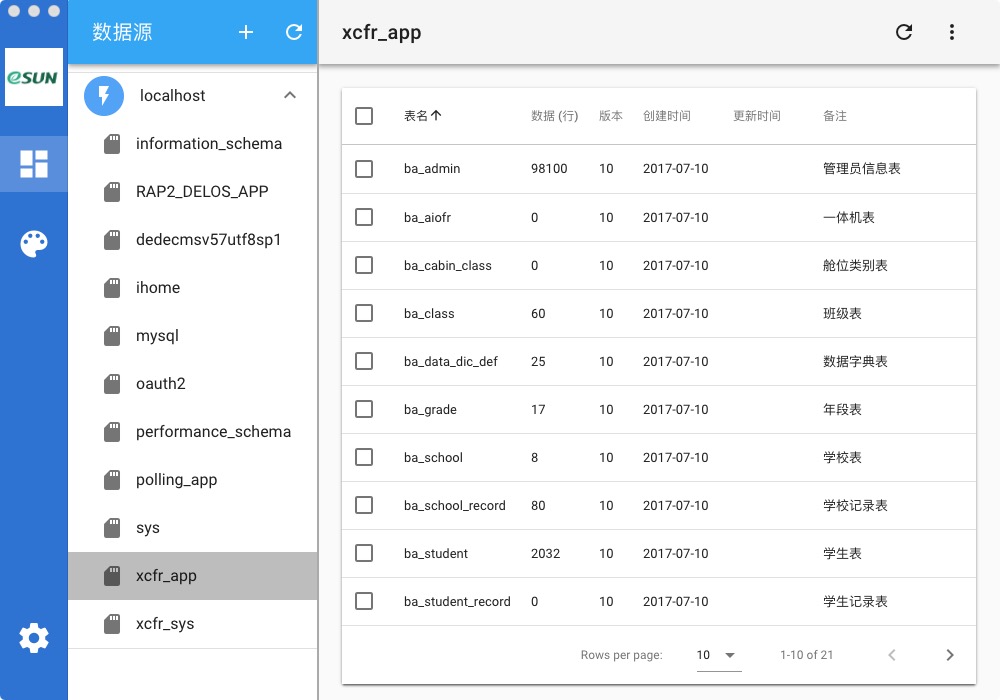 eSUN
数据源
localhost
information_schema
RAP2_DELOS_APP
dedecmsv57utf8sp1
ihome
mysql
oauth2
performance_schema
polling_app
sys
xcfr_app
xcfr_sys
xcfr_app
表名 数据 (行) 版本 创建时间 更新时间 备注
ba_admin 98100 10 2017-07-10 管理员信息表
ba_aiofr 0 10 2017-07-10 一体机表
ba_cabin_class 0 10 2017-07-10 舱位类别表
ba_class 60 10 2017-07-10 班级表
ba_data_dic_def 25 10 2017-07-10 数据字典表
ba_grade 17 10 2017-07-10 年段表
ba_school 8 10 2017-07-10 学校表
ba_school_record 80 10 2017-07-10 学校记录表
ba_student 2032 10 2017-07-10 学生表
ba_student_record 0 10 2017-07-10 学生记录表
Rows per page: 10 1-10 of 21